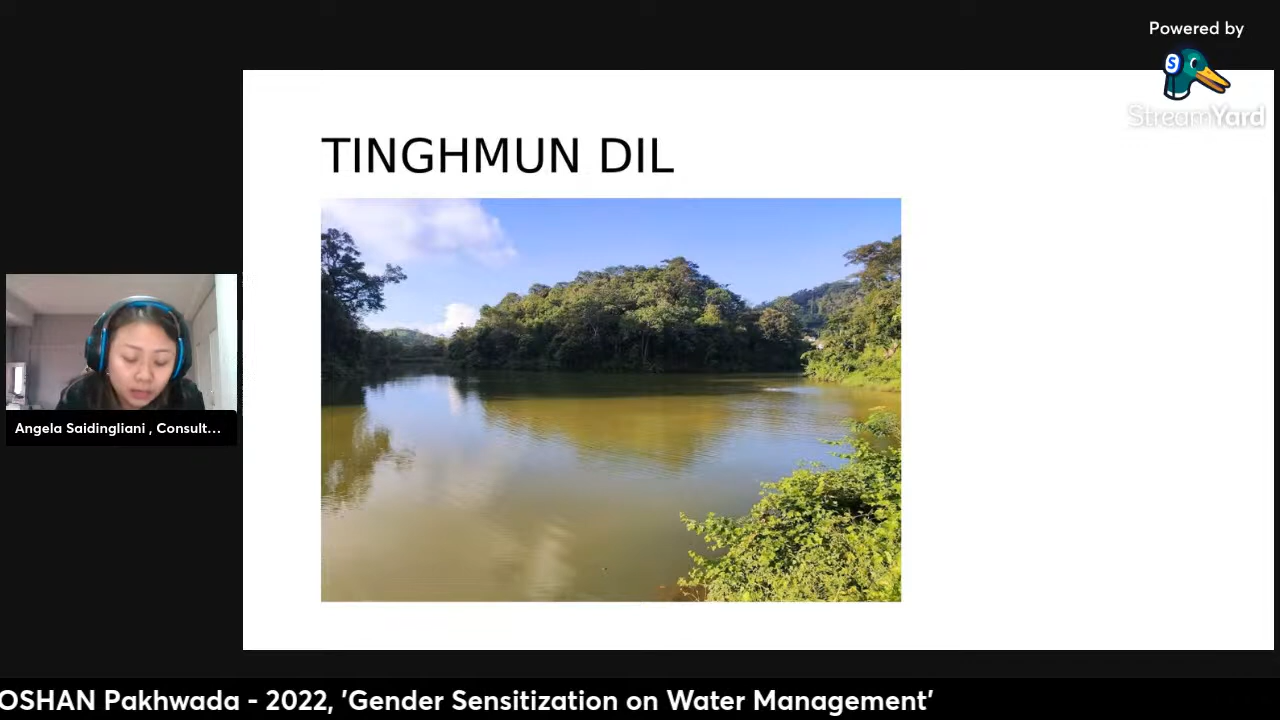 Powered by
S
StreamYard
TINGHMUN DIL
Angela Saidingliani , Consult...
OSHAN Pakhwada - 2022, 'Gender Sensitization on Water Management'